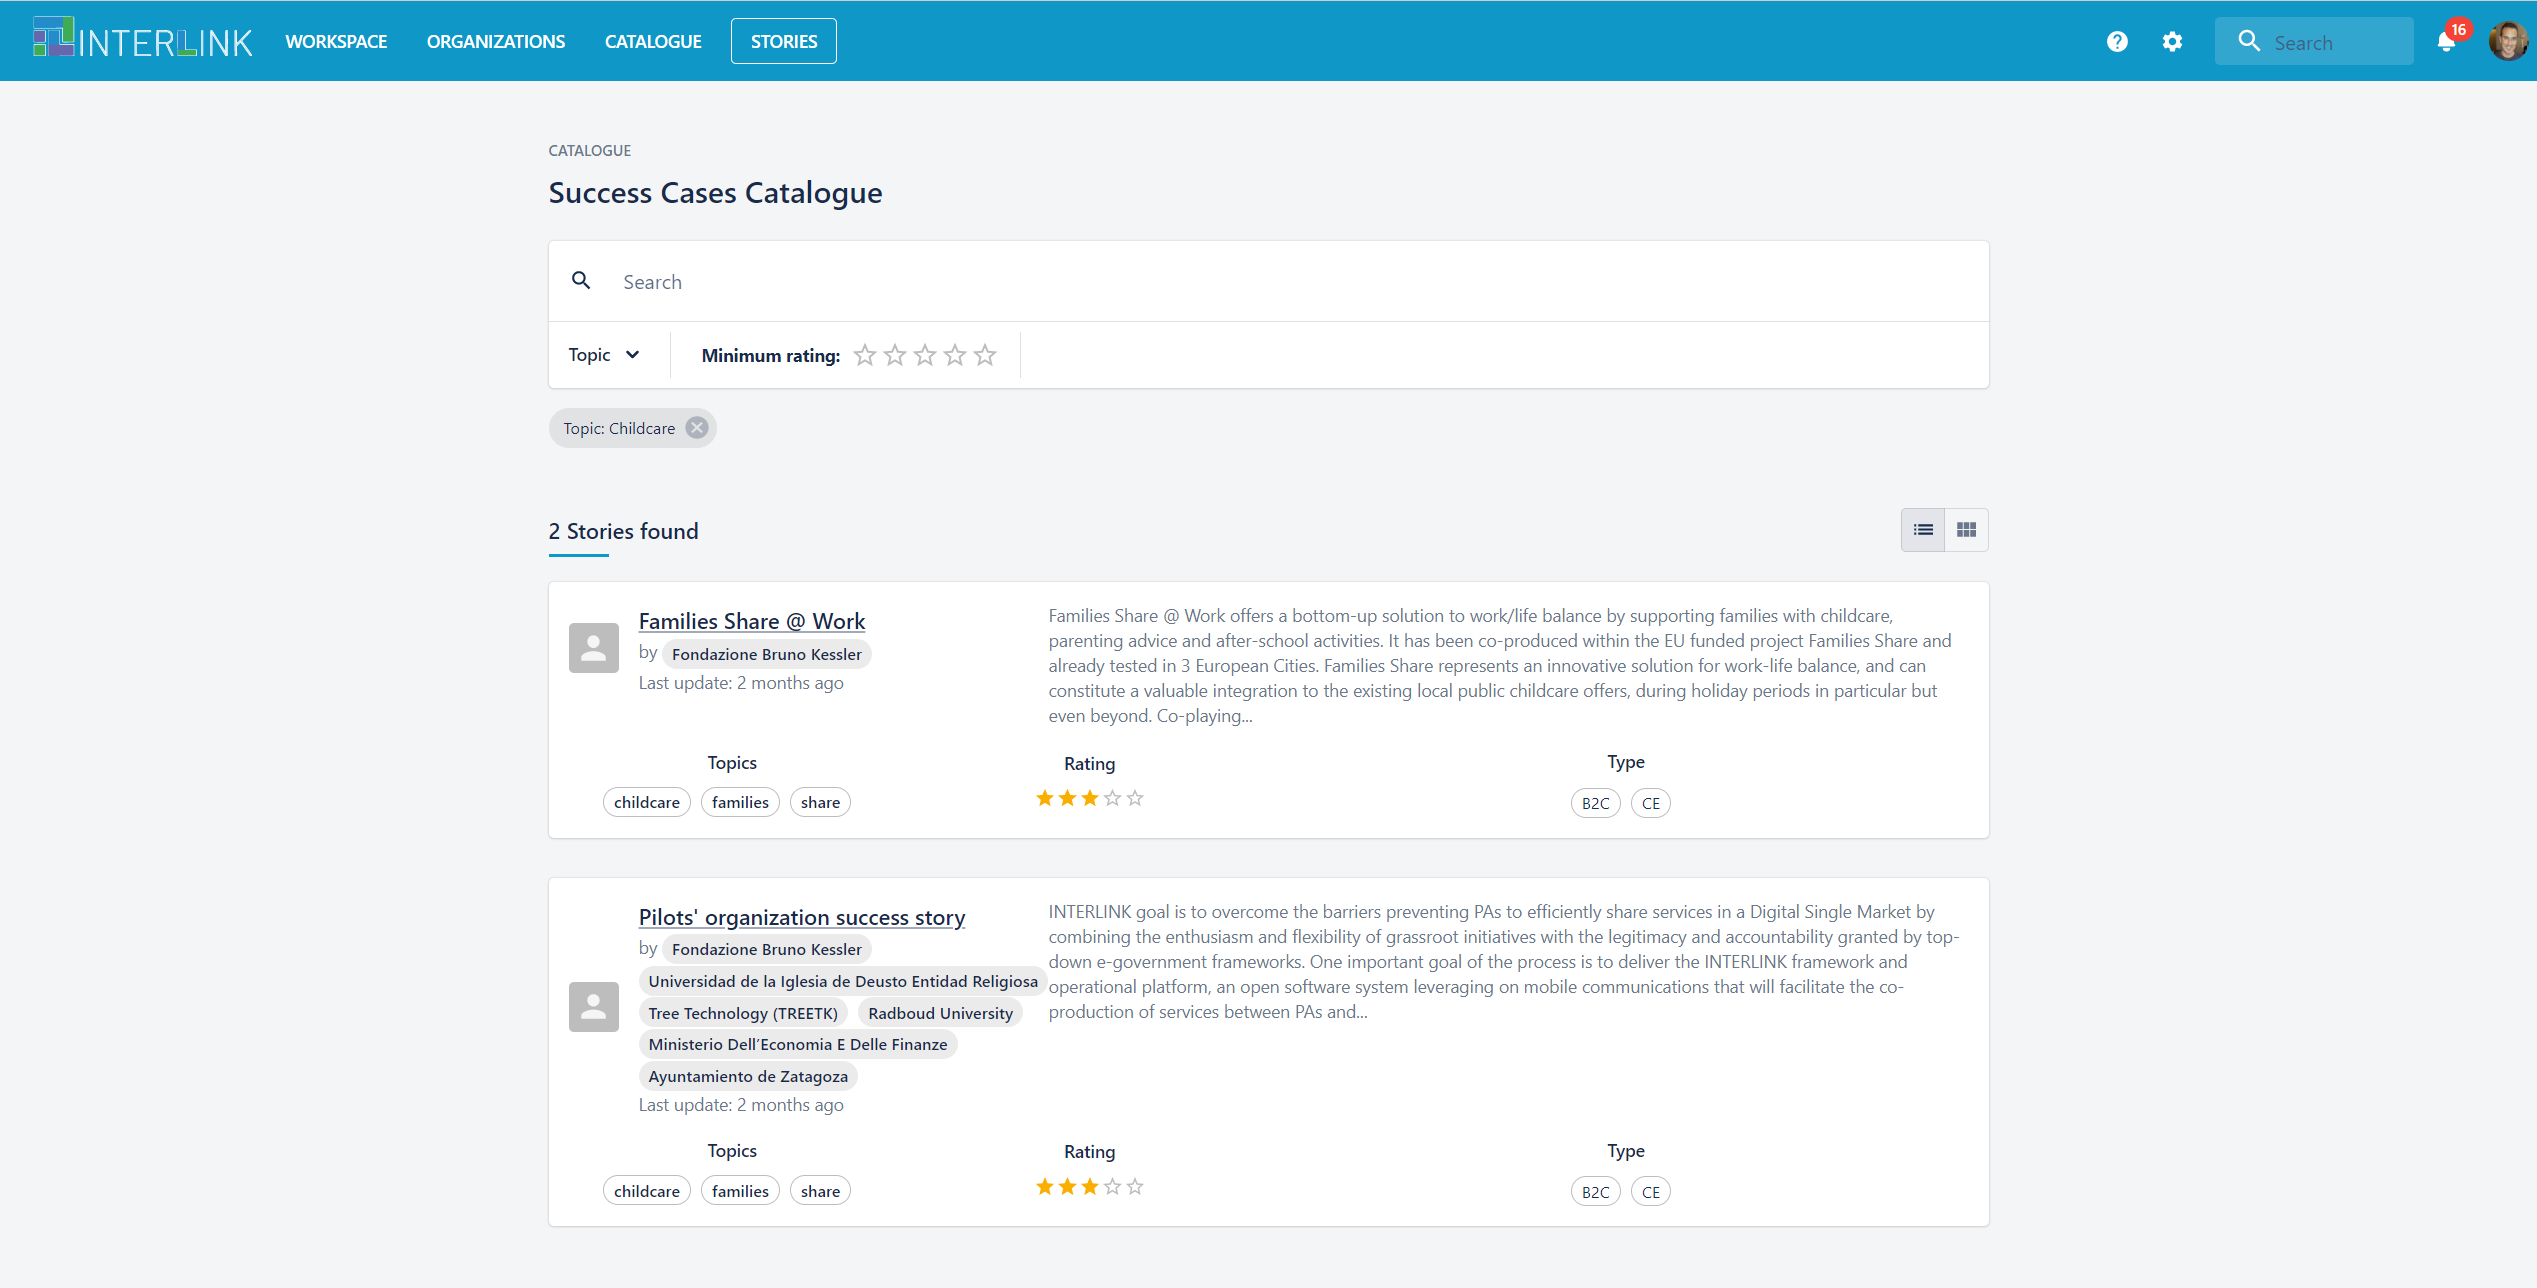 INTERLINK WORKSPACE ORGANIZATIONS CATALOGUE STORIES Search 16
CATALOGUE
Success Cases Catalogue
Search
Topic Minimum rating:
Topic: Childcare
2 Stories found
Families Share @ Work
by Fondazione Bruno Kessler
Last update: 2 months ago
Families Share @ Work offers a bottom-up solution to work/life balance by supporting families with childcare,
parenting advice and after-school activities. It has been co-produced within the EU funded project Families Share and
already tested in 3 European Cities. Families Share represents an innovative solution for work-life balance, and can
constitute a valuable integration to the existing local public childcare offers, during holiday periods in particular but
even beyond. Co-playing...
Topics Rating Type
childcare families share B2C CE
Pilots' organization success story
by Fondazione Bruno Kessler
Universidad de la Iglesia de Deusto Entidad Religiosa
Tree Technology (TREETK) Radboud University
Ministerio Dell'Economia E Delle Finanze
Ayuntamiento de Zatagoza
Last update: 2 months ago
INTERLINK goal is to overcome the barriers preventing PAs to efficiently share services in a Digital Single Market by
combining the enthusiasm and flexibility of grassroot initiatives with the legitimacy and accountability granted by top-
down e-government frameworks. One important goal of the process is to deliver the INTERLINK framework and
operational platform, an open software system leveraging on mobile communications that will facilitate the co-
production of services between PAs and...
Topics Rating Type
childcare families share B2C CE